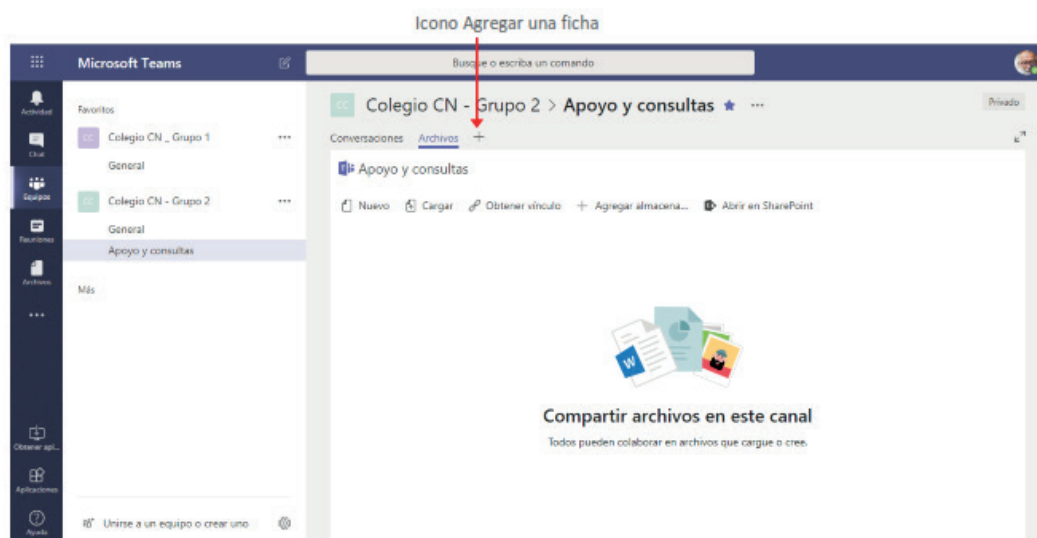 Icono Agregar una ficha
Microsoft Teams
Busque o escriba un comando
Actividad
Chat
Equipos
Reuniones
Archivos
Obtener apl...
Aplicaciones
Ayuda
Favoritos
CC Colegio CN _ Grupo 1
General
CC Colegio CN - Grupo 2
General
Apoyo y consultas
Más
Unirse a un equipo o crear uno
CC Colegio CN - Grupo 2 > Apoyo y consultas
Privado
Conversaciones Archivos
Apoyo y consultas
Nuevo Cargar Obtener vínculo Agregar almacena... Abrir en SharePoint
W
Compartir archivos en este canal
Todos pueden colaborar en archivos que cargue o cree.